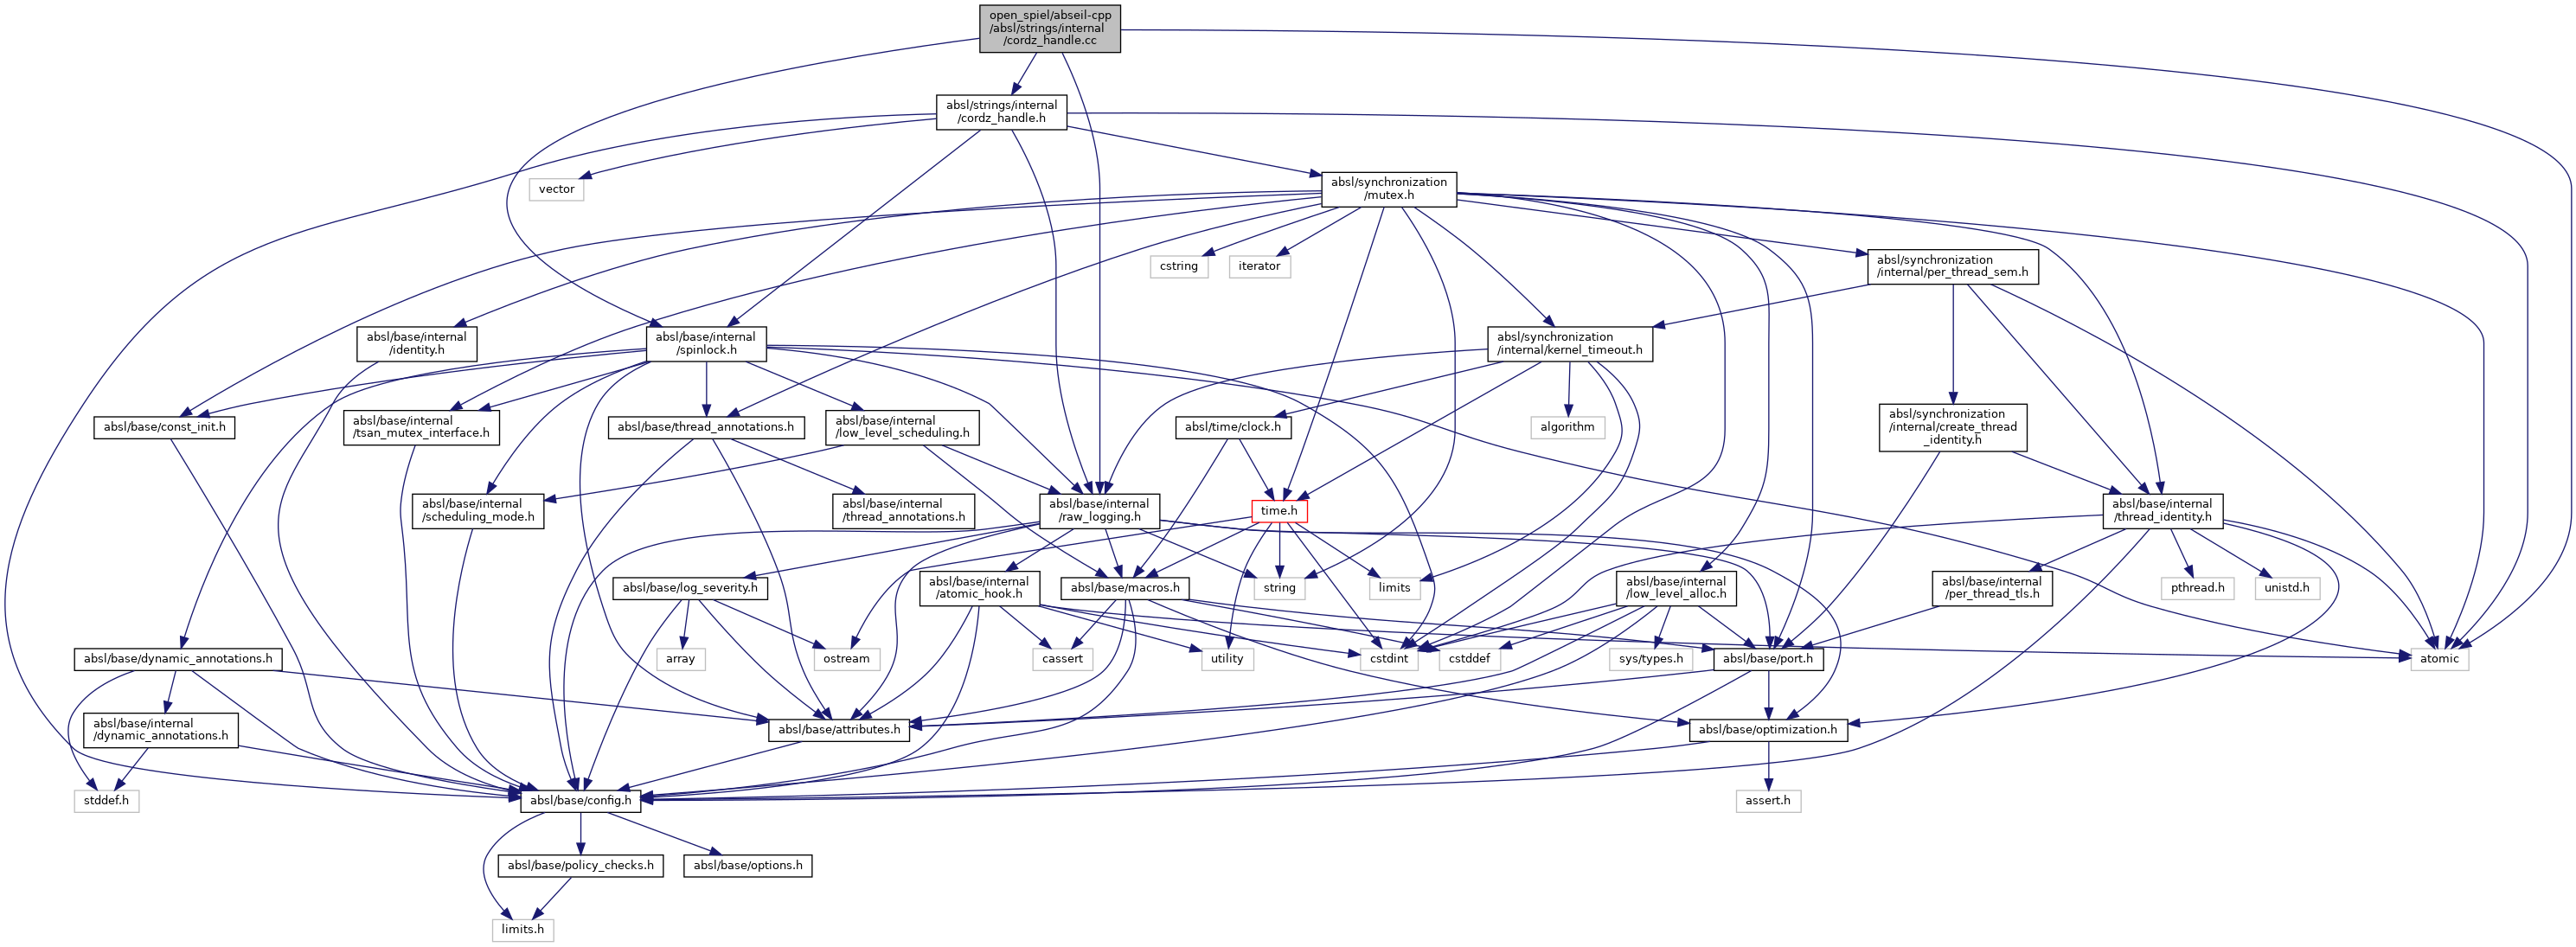 open_spiel/abseil-cpp
/absl/strings/internal
/cordz_handle.cc
absl/strings/internal
/cordz_handle.h
vector
absl/synchronization
/mutex.h
cstring
iterator
absl/synchronization
/internal/per_thread_sem.h
absl/base/internal
/identity.h
absl/base/internal
/spinlock.h
absl/synchronization
/internal/kernel_timeout.h
absl/base/const_init.h
absl/base/internal
/tsan_mutex_interface.h
absl/base/thread_annotations.h
absl/base/internal
/low_level_scheduling.h
absl/time/clock.h
algorithm
absl/synchronization
/internal/create_thread
_identity.h
absl/base/internal
/scheduling_mode.h
absl/base/internal
/thread_annotations.h
absl/base/internal
/raw_logging.h
time.h
absl/base/internal
/thread_identity.h
absl/base/log_severity.h
absl/base/internal
/atomic_hook.h
absl/base/macros.h
string
limits
absl/base/internal
/low_level_alloc.h
absl/base/internal
/per_thread_tls.h
pthread.h
unistd.h
absl/base/dynamic_annotations.h
array
ostream
cassert
utility
cstdint
cstddef
sys/types.h
absl/base/port.h
atomic
absl/base/internal
/dynamic_annotations.h
absl/base/attributes.h
absl/base/optimization.h
stddef.h
absl/base/config.h
assert.h
absl/base/policy_checks.h
absl/base/options.h
limits.h